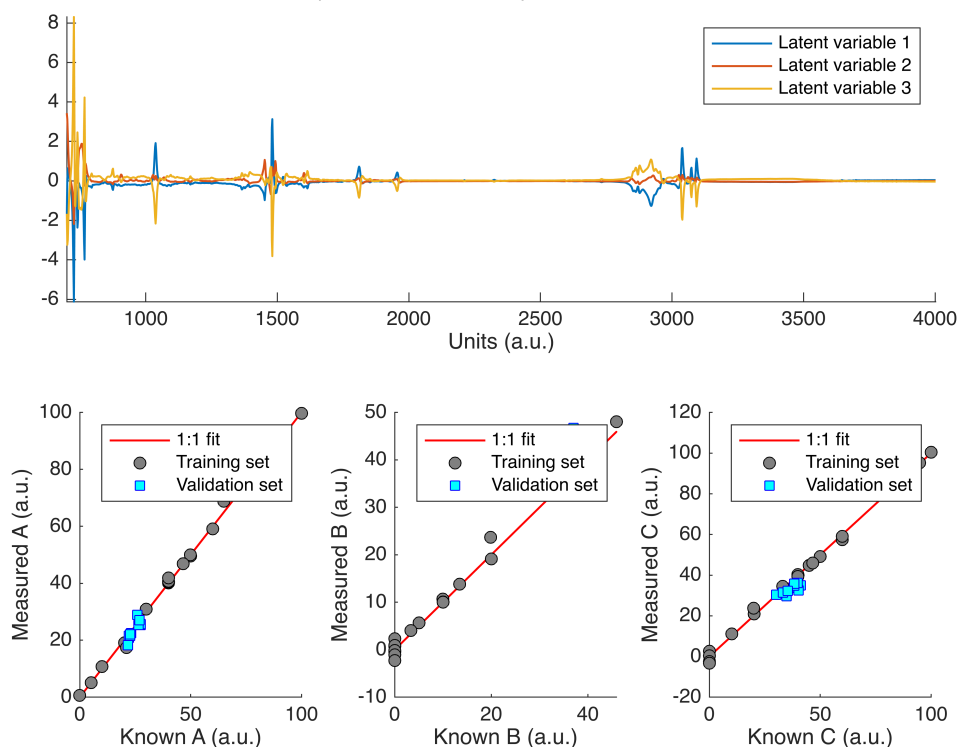 8
6
4
2
0
-2
-4
-6
Latent variable 1
Latent variable 2
Latent variable 3
1000 1500 2000 2500 3000 3500 4000
Units (a.u.)
100
80
60
40
20
0
Measured A (a.u.)
1:1 fit
Training set
Validation set
0 50 100
Known A (a.u.)
50
40
30
20
10
0
-10
Measured B (a.u.)
1:1 fit
Training set
Validation set
0 20 40
Known B (a.u.)
120
100
80
60
40
20
0
-20
Measured C (a.u.)
1:1 fit
Training set
Validation set
0 50 100
Known C (a.u.)